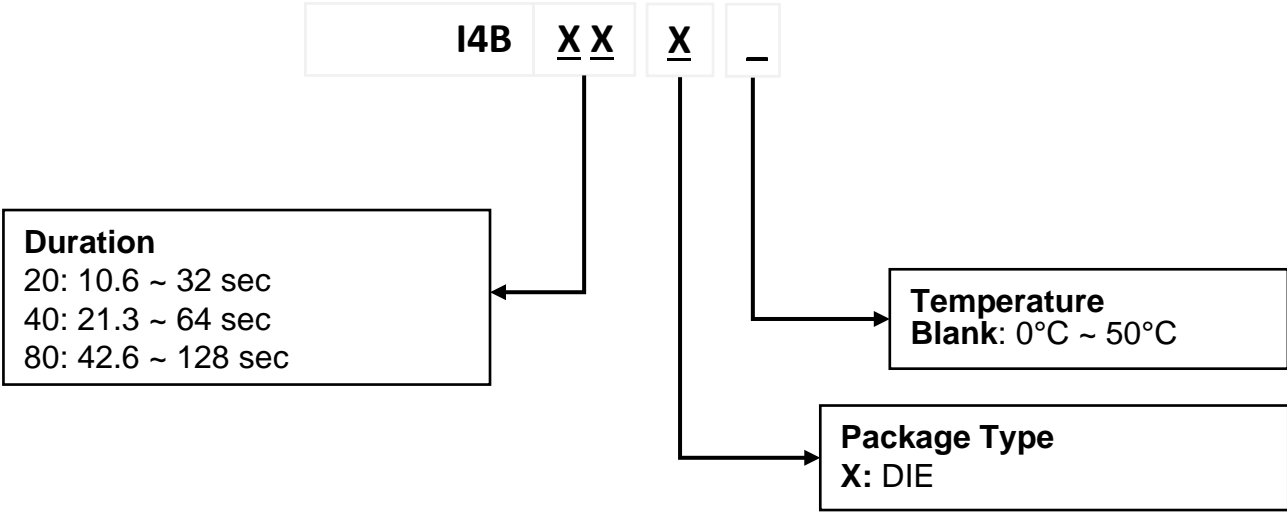 I4B X X X _
Duration
20: 10.6 ~ 32 sec
40: 21.3 ~ 64 sec
80: 42.6 ~ 128 sec
Temperature
Blank: 0°C ~ 50°C
Package Type
X: DIE